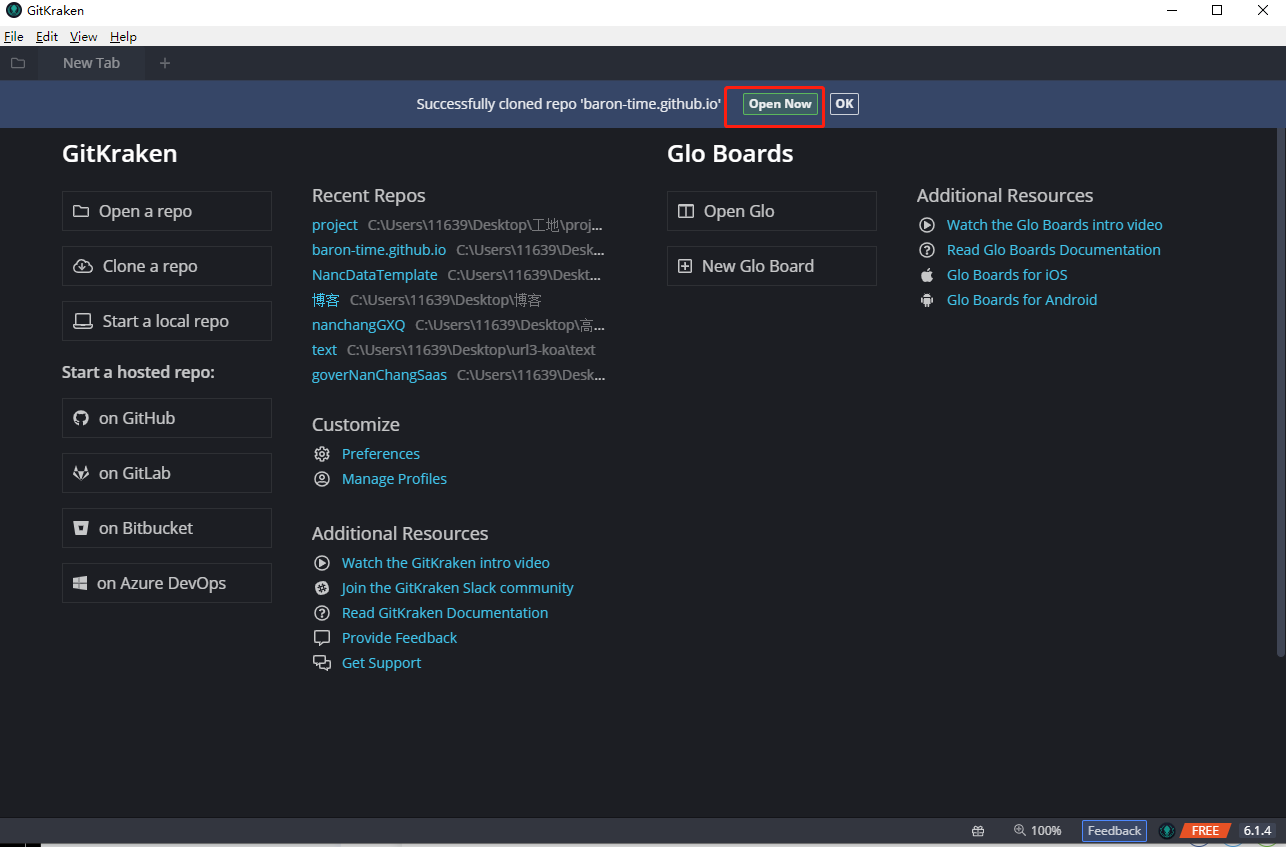 GitKraken
File Edit View Help
New Tab
Successfully cloned repo 'baron-time.github.io' Open Now OK
GitKraken
Open a repo
Clone a repo
Start a local repo
Start a hosted repo:
on GitHub
on GitLab
on Bitbucket
on Azure DevOps
Recent Repos
project C:\Users\11639\Desktop\工地\proj...
baron-time.github.io C:\Users\11639\Desk...
NancDataTemplate C:\Users\11639\Deskt...
博客 C:\Users\11639\Desktop\博客
nanchangGXQ C:\Users\11639\Desktop\高...
text C:\Users\11639\Desktop\url3-koa\text
goverNanChangSaas C:\Users\11639\Desk...
Customize
Preferences
Manage Profiles
Additional Resources
Watch the GitKraken intro video
Join the GitKraken Slack community
Read GitKraken Documentation
Provide Feedback
Get Support
Glo Boards
Open Glo
New Glo Board
Additional Resources
Watch the Glo Boards intro video
Read Glo Boards Documentation
Glo Boards for iOS
Glo Boards for Android
100% Feedback FREE 6.1.4